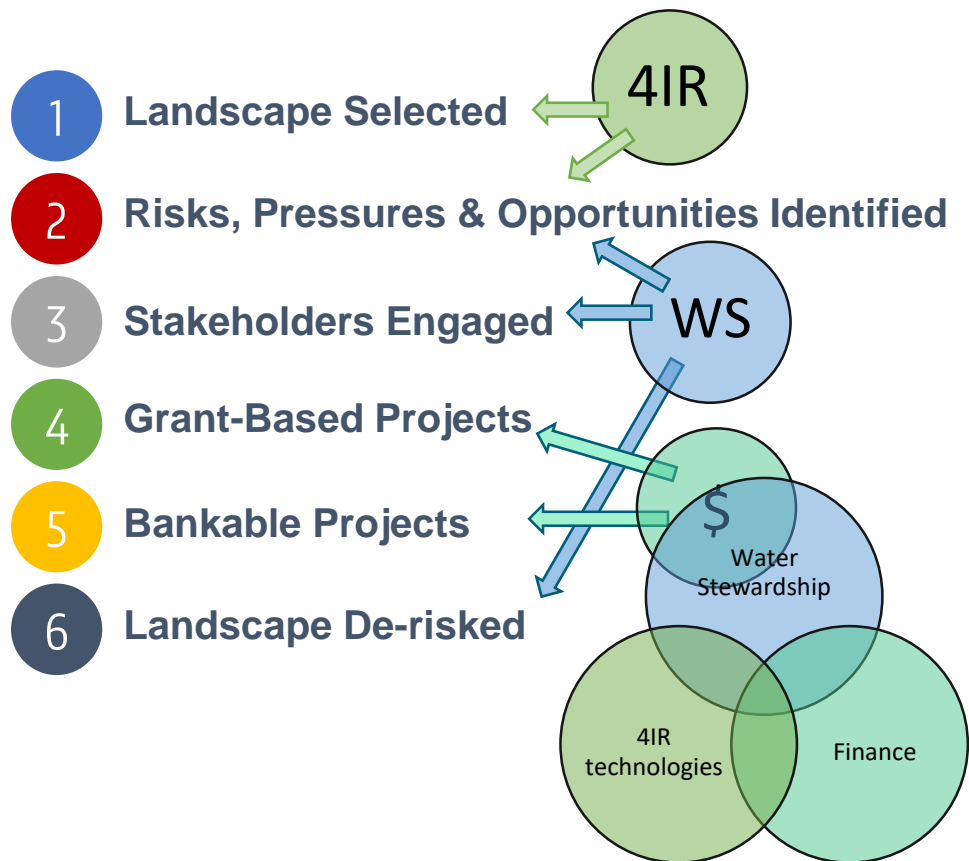 4IR
1 Landscape Selected
2 Risks, Pressures & Opportunities Identified
3 Stakeholders Engaged
WS
4 Grant-Based Projects
$
5 Bankable Projects
6 Landscape De-risked
Water
Stewardship
4IR
technologies
Finance